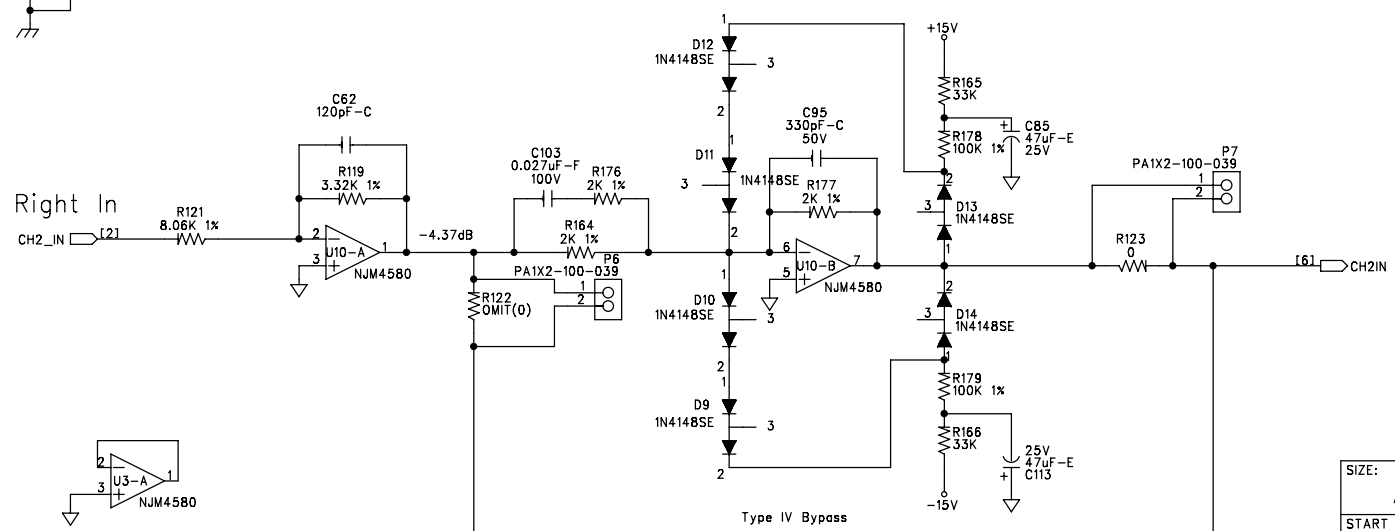 1
+15V
D12
1N4148SE
3
R165
33K
C62
120pF-C
2
C95
330pF-C
50V
+
C85
47uF-E
25V
R178
100K 1%
1
D11
3
1N4148SE
C103
0.027uF-F
100V
R176
2K 1%
P7
PA1X2-100-039
1
2
R119
3.32K 1%
R177
2K 1%
2
D13
3
1N4148SE
Right In
CH2_IN
[2]
R121
8.06K 1%
2
3
U10-A
1
NJM4580
-4.37dB
R164
2K 1%
2
6
5
U10-B
7
NJM4580
1
R123
0
[6]
CH2IN
P6
PA1X2-100-039
1
2
R122
OMIT(0)
1
D10
1N4148SE
3
2
D14
3
1N4148SE
1
2
1
R179
100K 1%
D9
1N4148SE
3
R166
33K
2
25V
47uF-E
C113
+
2
3
U3-A
1
NJM4580
-15V
Type IV Bypass
SIZE:
START